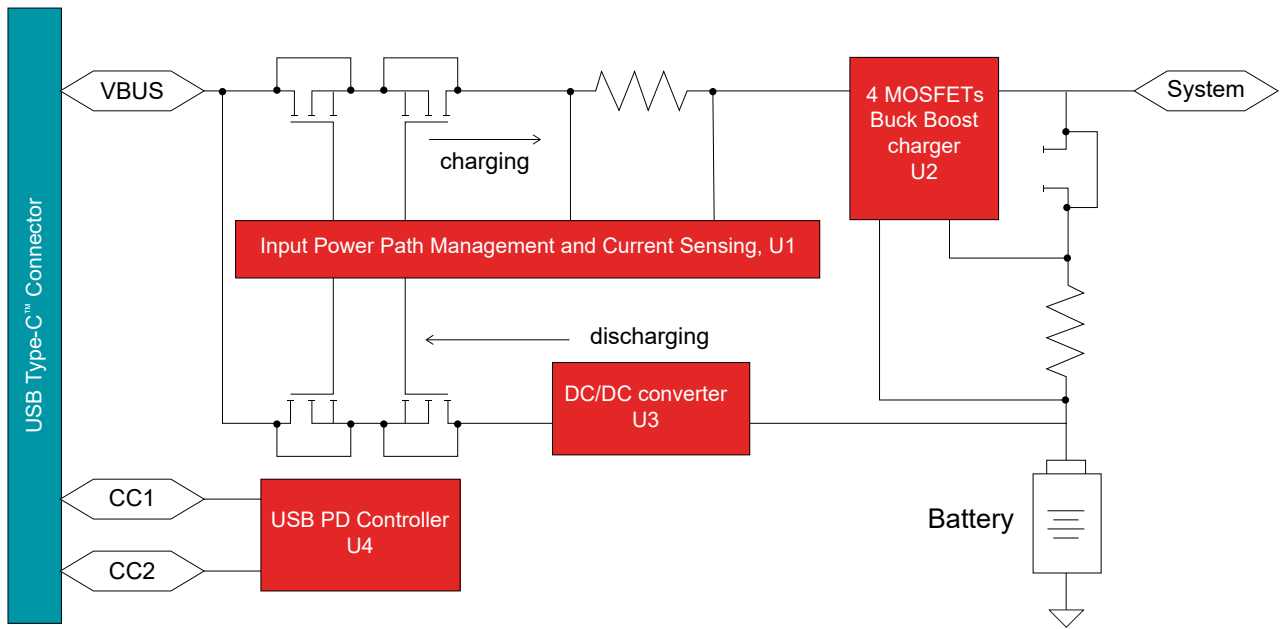 USB Type-C™ Connector
VBUS
charging
4 MOSFETs
Buck Boost
charger
U2
System
Input Power Path Management and Current Sensing, U1
discharging
DC/DC converter
U3
CC1
CC2
USB PD Controller
U4
Battery